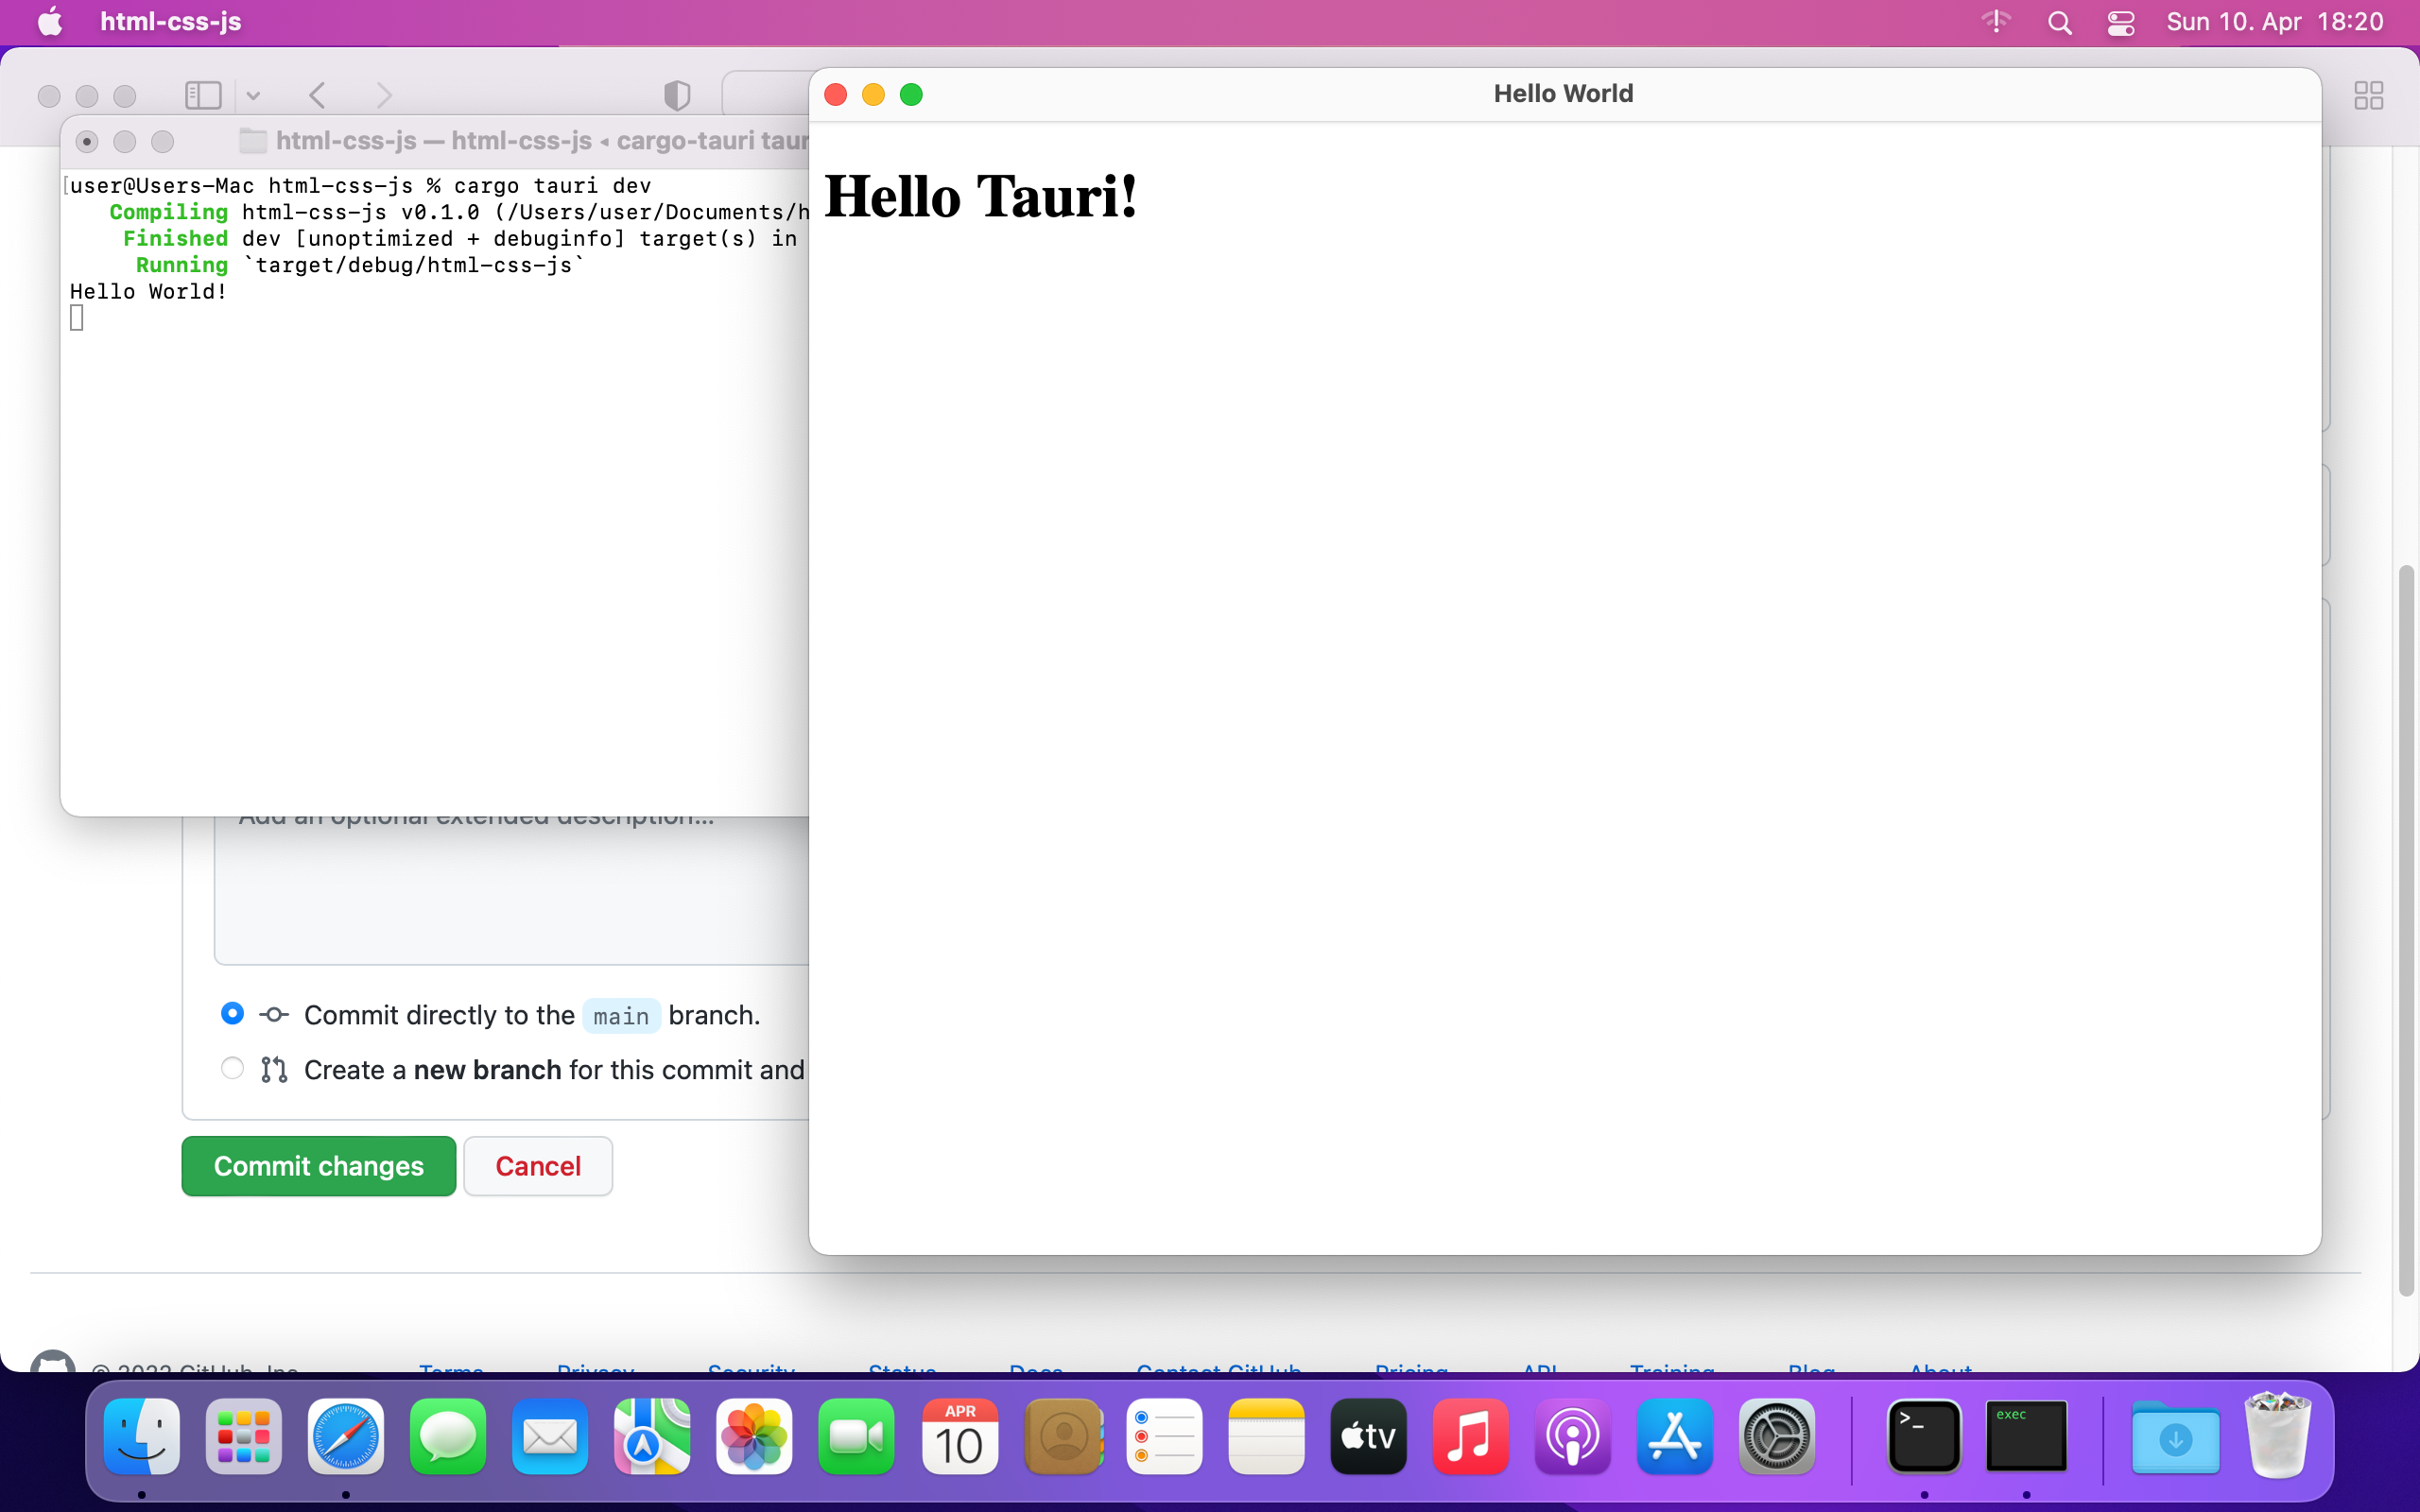 html-css-js
Sun 10. Apr 18:20
Hello World
html-css-js — html-css-js ◂ cargo-tauri
user@Users-Mac html-css-js % cargo tauri dev
Compiling html-css-js v0.1.0 (/Users/user/Documents/
Finished dev [unoptimized + debuginfo] target(s) in
Running `target/debug/html-css-js`
Hello World!
Hello Tauri!
Add an optional extended description...
Commit directly to the main branch.
Create a new branch for this commit and
Commit changes
Cancel
© 2022 GitHub, Inc.
Terms Privacy Security Status Docs Contact GitHub Pricing API Training Blog About
APR
10
tv
>_
exec